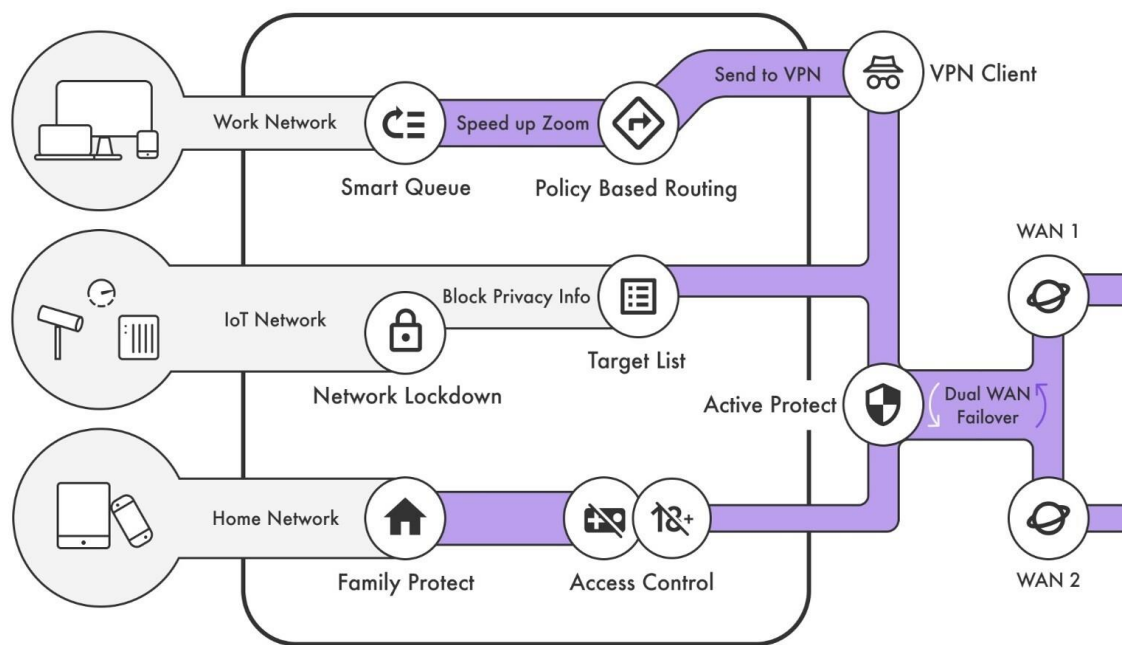 Send to VPN
VPN Client
Work Network
Speed up Zoom
Smart Queue
Policy Based Routing
WAN 1
Block Privacy Info
IoT Network
Target List
Network Lockdown
Active Protect
Dual WAN
Failover
Home Network
18+
Family Protect
Access Control
WAN 2